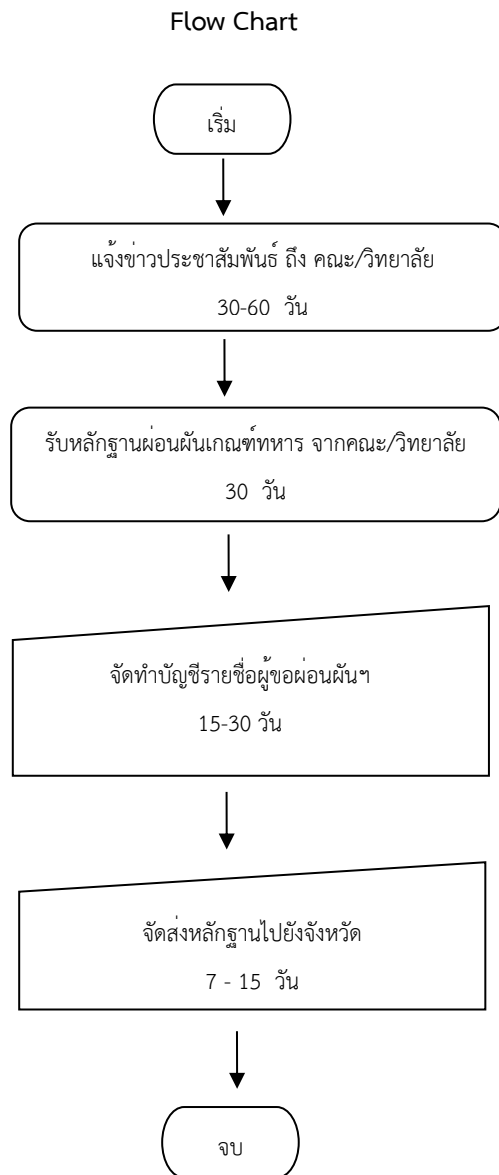 Flow Chart
เริ่ม
แจ้งข่าวประชาสัมพันธ์ ถึง คณะ/วิทยาลัย
30-60 วัน
รับหลักฐานผ่อนผันเกณฑ์ทหาร จากคณะ/วิทยาลัย
30 วัน
จัดทำบัญชีรายชื่อผู้ขอผ่อนผันฯ
15-30 วัน
จัดส่งหลักฐานไปยังจังหวัด
7 - 15 วัน
จบ